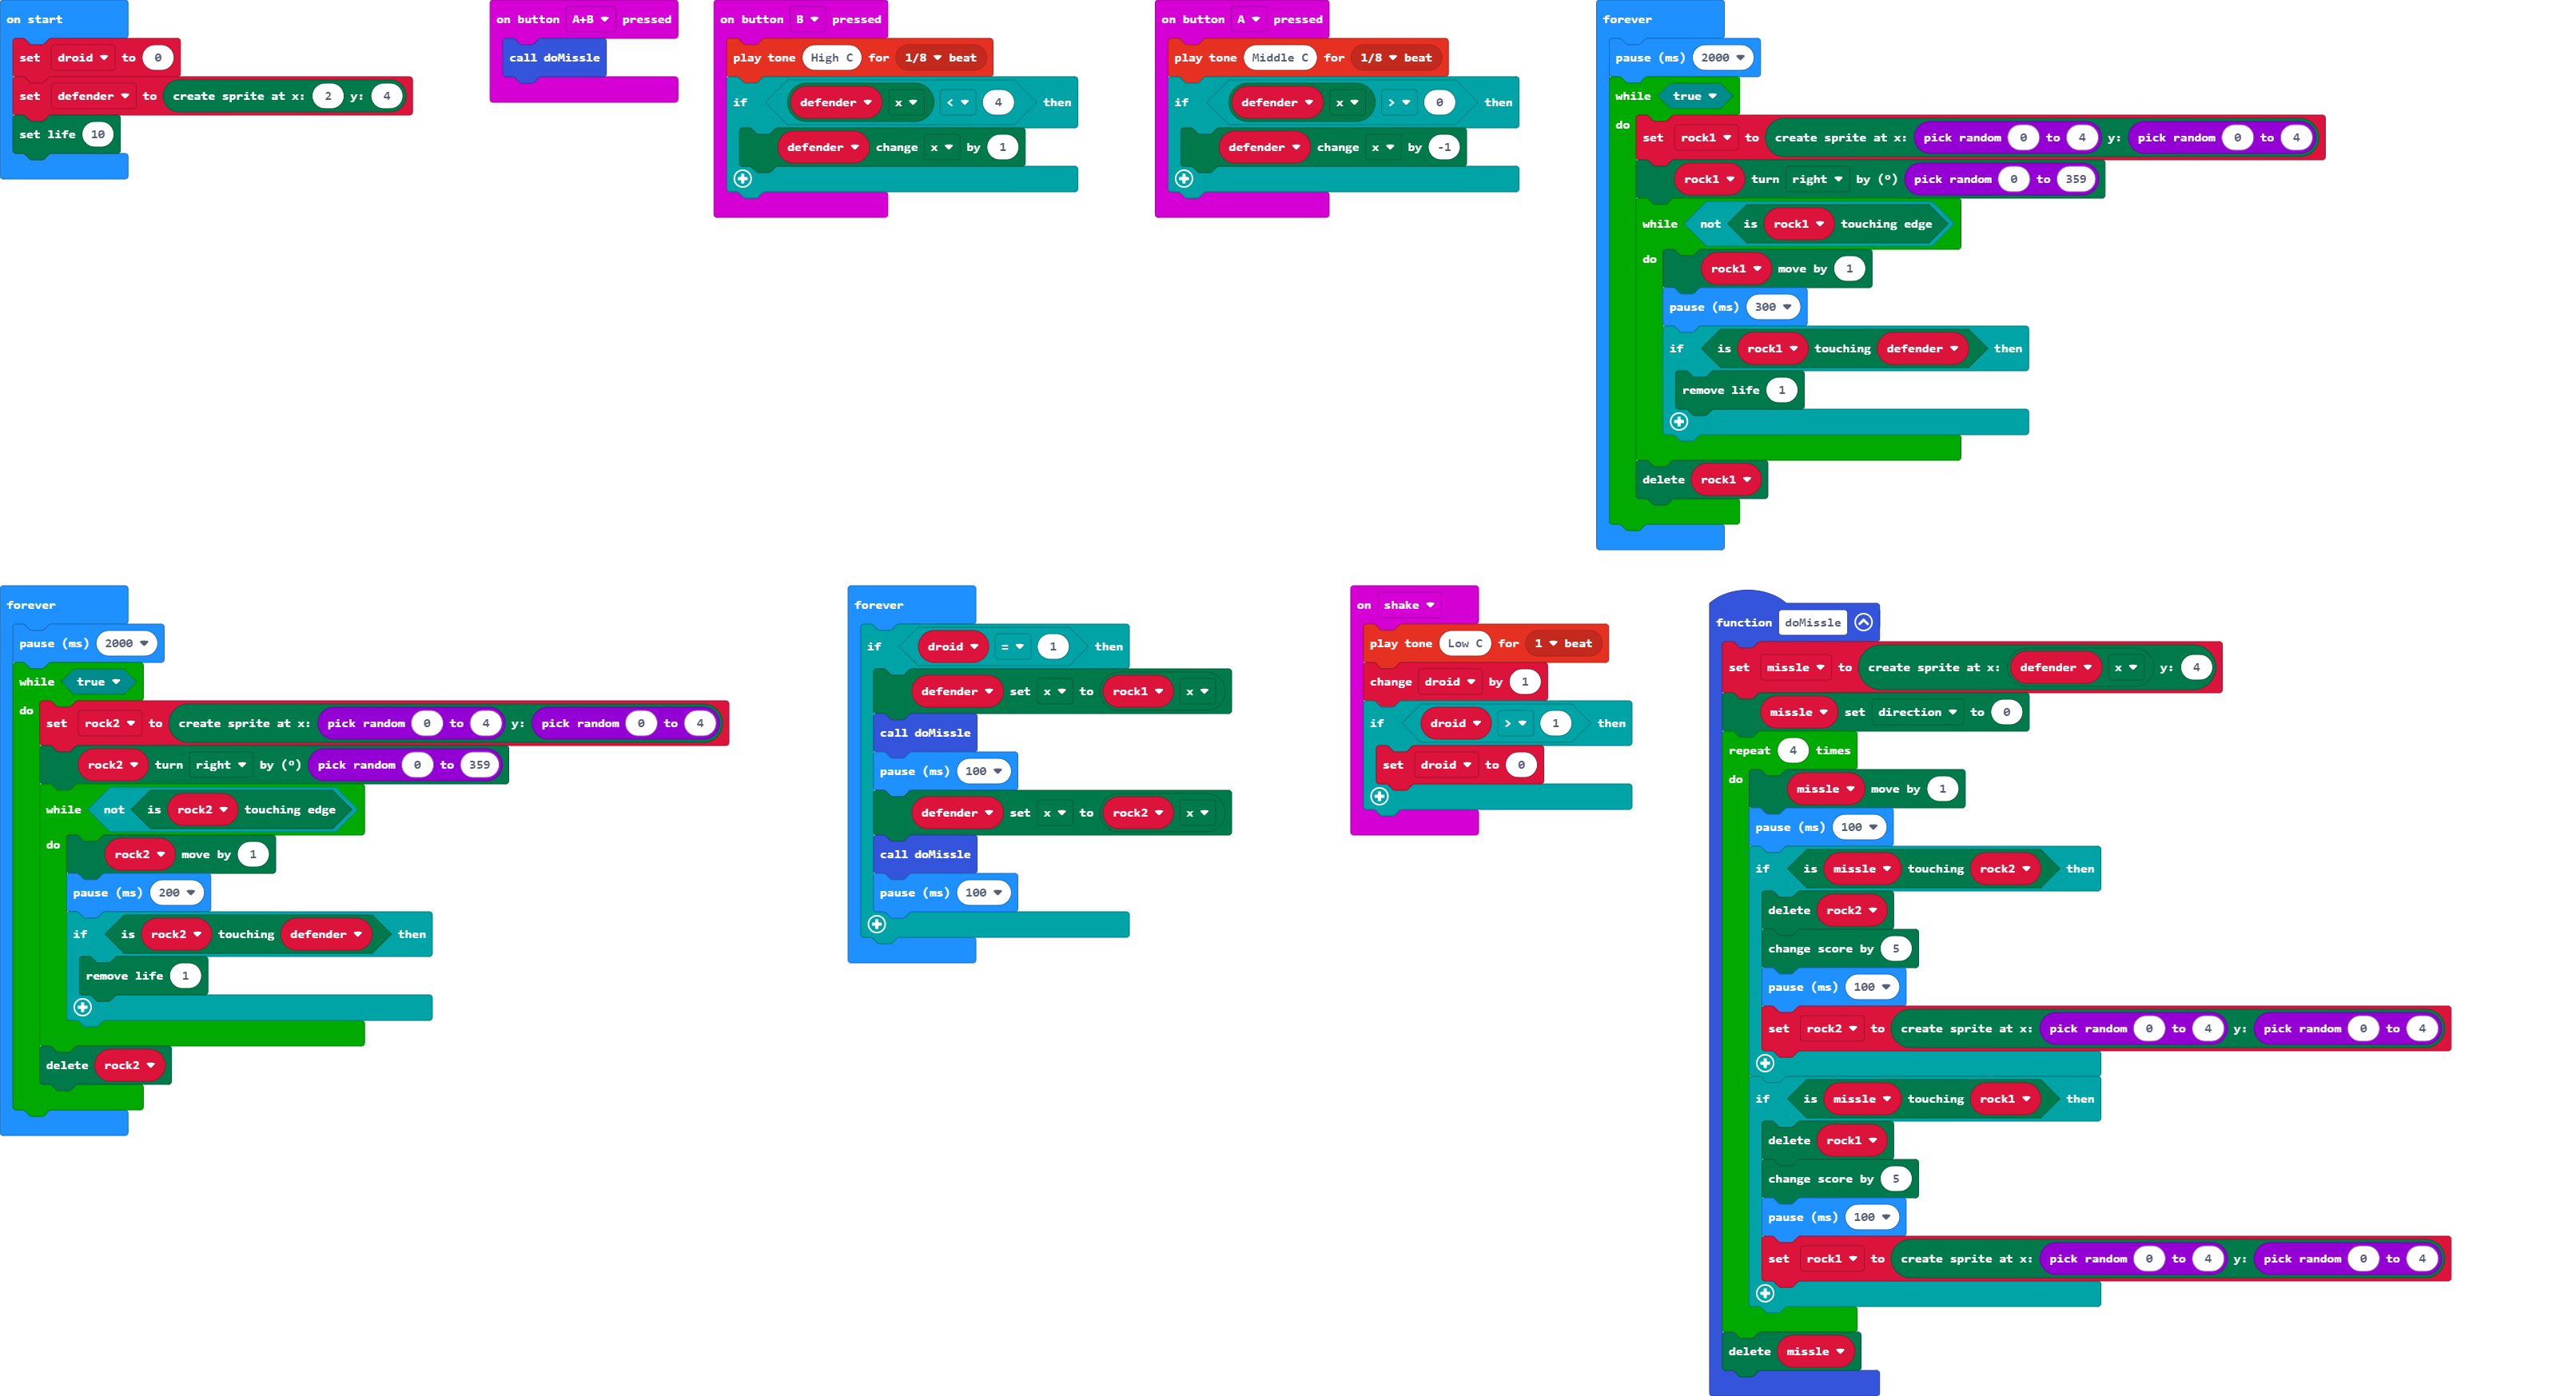 on start
set droid to 0
set defender to create sprite at x: 2 y: 4
set life 10
on button A+B pressed
call doMissle
on button B pressed
play tone High C for 1/8 beat
if defender x < 4 then
defender change x by 1
on button A pressed
play tone Middle C for 1/8 beat
if defender x > 0 then
defender change x by -1
forever
pause (ms) 2000
while true
do
set rock1 to create sprite at x: pick random 0 to 4 y: pick random 0 to 4
rock1 turn right by (º) pick random 0 to 359
while not is rock1 touching edge
do
rock1 move by 1
pause (ms) 300
if is rock1 touching defender then
remove life 1
delete rock1
forever
pause (ms) 2000
while true
do
set rock2 to create sprite at x: pick random 0 to 4 y: pick random 0 to 4
rock2 turn right by (º) pick random 0 to 359
while not is rock2 touching edge
do
rock2 move by 1
pause (ms) 200
if is rock2 touching defender then
remove life 1
delete rock2
forever
if droid = 1 then
defender set x to rock1 x
call doMissle
pause (ms) 100
defender set x to rock2 x
call doMissle
pause (ms) 100
on shake
play tone Low C for 1 beat
change droid by 1
if droid > 1 then
set droid to 0
function doMissle
set missle to create sprite at x: defender x y: 4
missle set direction to 0
repeat 4 times
do
missle move by 1
pause (ms) 100
if is missle touching rock2 then
delete rock2
change score by 5
pause (ms) 100
set rock2 to create sprite at x: pick random 0 to 4 y: pick random 0 to 4
if is missle touching rock1 then
delete rock1
change score by 5
pause (ms) 100
set rock1 to create sprite at x: pick random 0 to 4 y: pick random 0 to 4
delete missle